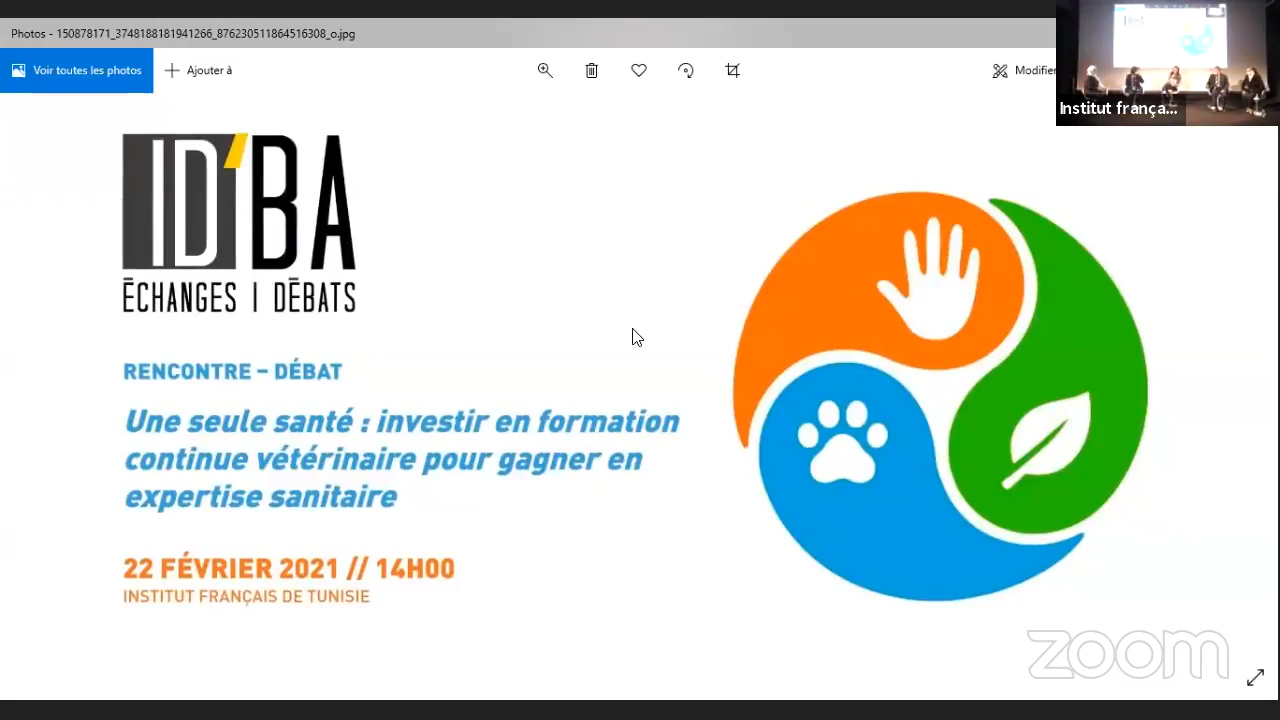 Photos - 150878171_3748188181941266_876230511864516308_o.jpg
Voir toutes les photos
Ajouter à
Modifier
Institut frança...
ID'BA
ÉCHANGES I DÉBATS
RENCONTRE – DÉBAT
Une seule santé : investir en formation
continue vétérinaire pour gagner en
expertise sanitaire
22 FÉVRIER 2021 // 14H00
INSTITUT FRANÇAIS DE TUNISIE
zoom